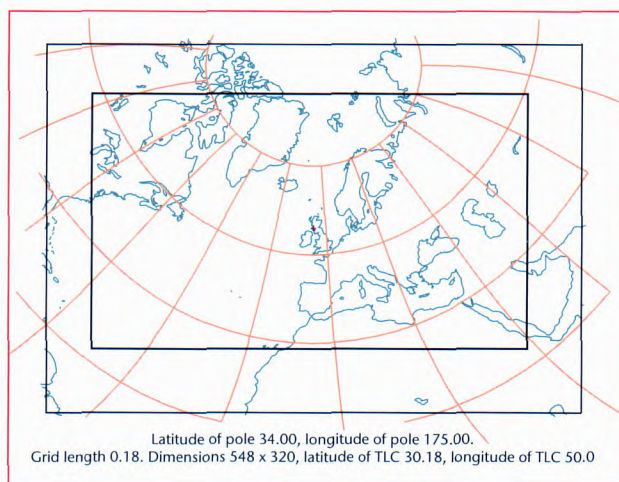 Latitude of pole 34.00, longitude of pole 175.00.
Grid length 0.18. Dimensions 548 x 320, latitude of TLC 30.18, longitude of TLC 50.0